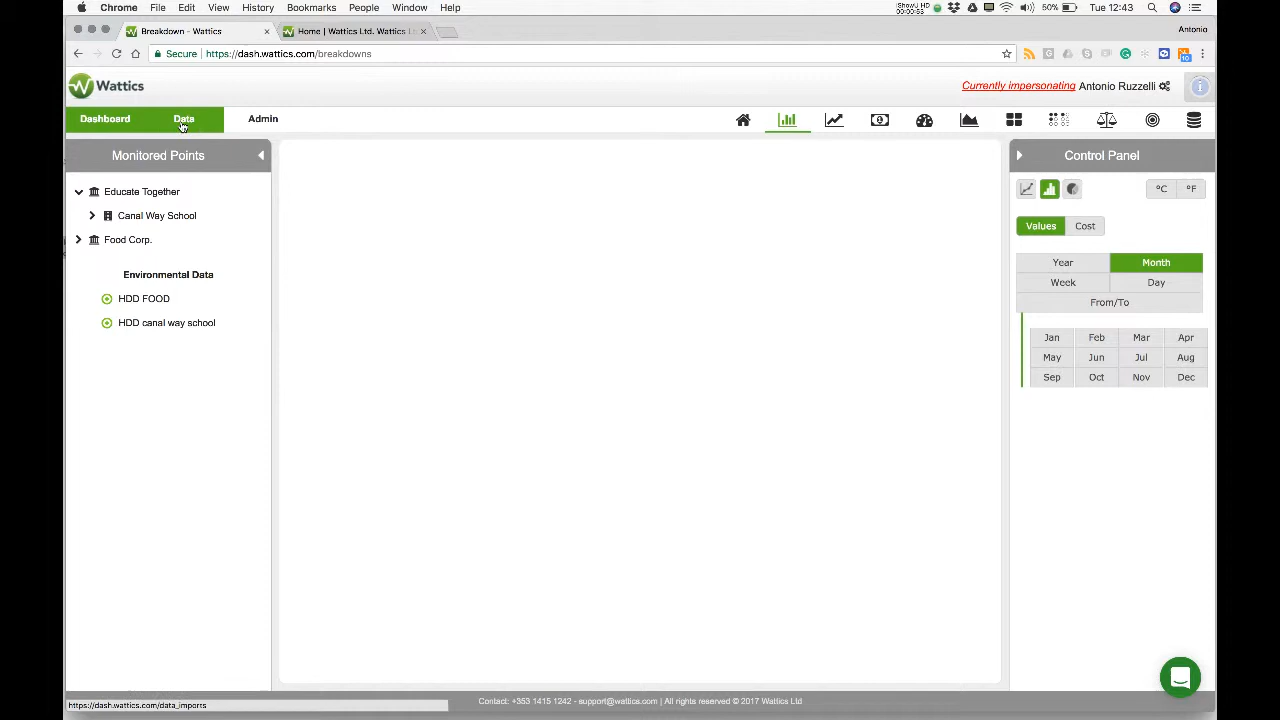 Chrome File Edit View History Bookmarks People Window Help
iShowU HD
50% Tue 12:43
Breakdown - Wattics
Home | Wattics Ltd. Wattics
Antonio
Secure https://dash.wattics.com/breakdowns
10
Wattics
Currently impersonating Antonio Ruzzelli
Dashboard Data Admin
Monitored Points
Control Panel
Educate Together
Canal Way School
Food Corp.
Environmental Data
HDD FOOD
HDD canal way school
°C °F
Values Cost
Year Month
Week Day
From/To
Jan Feb Mar Apr
May Jun Jul Aug
Sep Oct Nov Dec
Contact: +353 1415 1242 - support@wattics.com | All rights reserved © 2017 Wattics Ltd
https://dash.wattics.com/data_imports